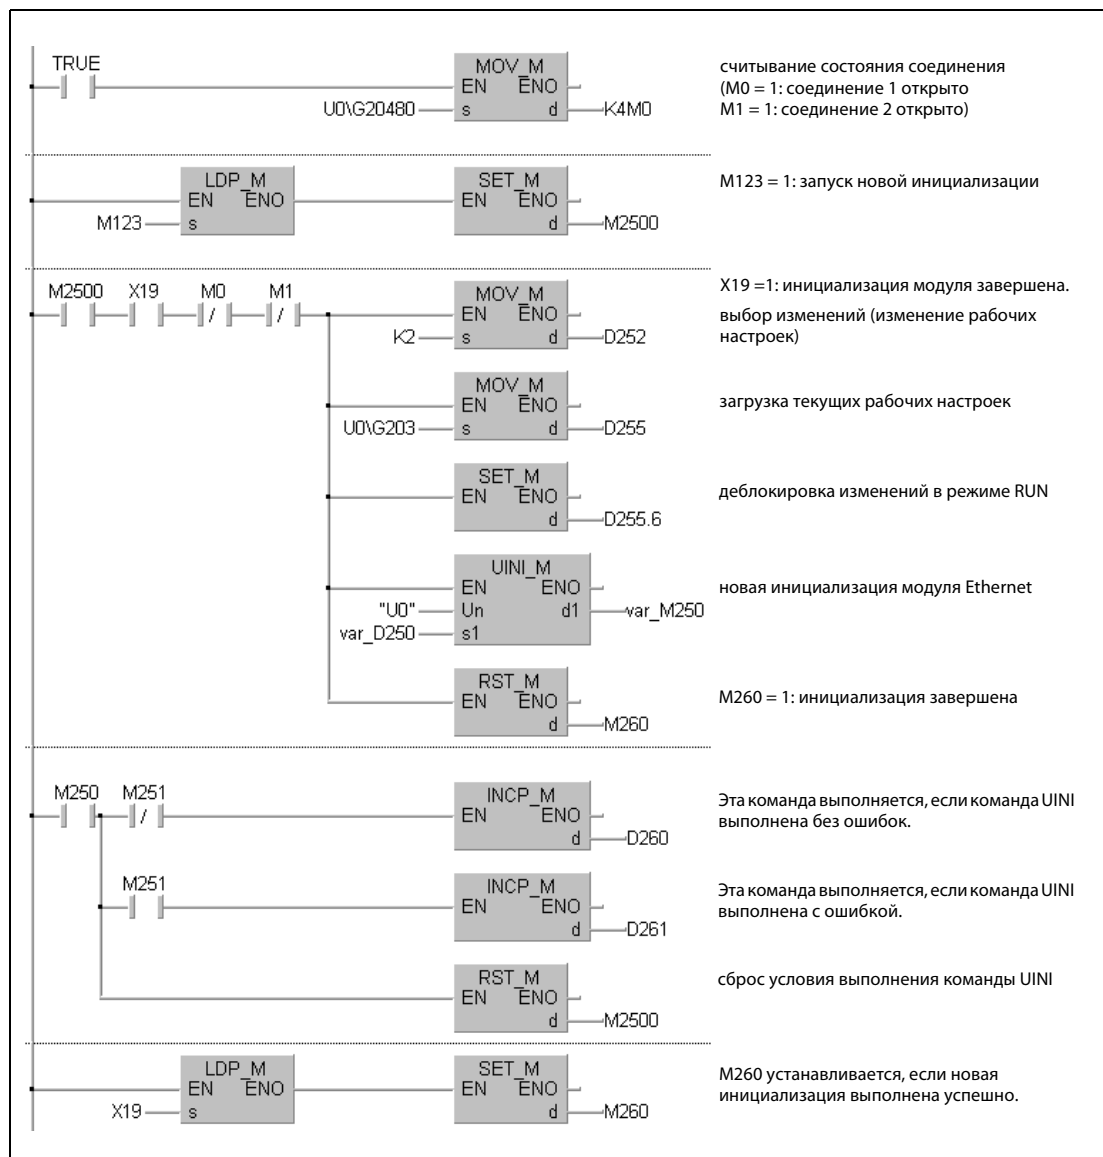 TRUE
MOV_M
EN ENO
U0\G20480 s d K4M0
считывание состояния соединения
(M0 = 1: соединение 1 открыто
M1 = 1: соединение 2 открыто)
LDP_M
EN ENO
M123 s
SET_M
EN ENO
d M2500
M123 = 1: запуск новой инициализации
M2500 X19 M0 M1
MOV_M
EN ENO
K2 s d D252
X19 =1: инициализация модуля завершена.
выбор изменений (изменение рабочих
настроек)
MOV_M
EN ENO
U0\G203 s d D255
загрузка текущих рабочих настроек
SET_M
EN ENO
d D255.6
деблокировка изменений в режиме RUN
UINI_M
EN ENO
"U0" Un d1 var_M250
var_D250 s1
новая инициализация модуля Ethernet
RST_M
EN ENO
d M260
M260 = 1: инициализация завершена
M250 M251
INCP_M
EN ENO
d D260
Эта команда выполняется, если команда UINI
выполнена без ошибок.
M251
INCP_M
EN ENO
d D261
Эта команда выполняется, если команда UINI
выполнена с ошибкой.
RST_M
EN ENO
d M2500
сброс условия выполнения команды UINI
LDP_M
EN ENO
X19 s
SET_M
EN ENO
d M260
M260 устанавливается, если новая
инициализация выполнена успешно.